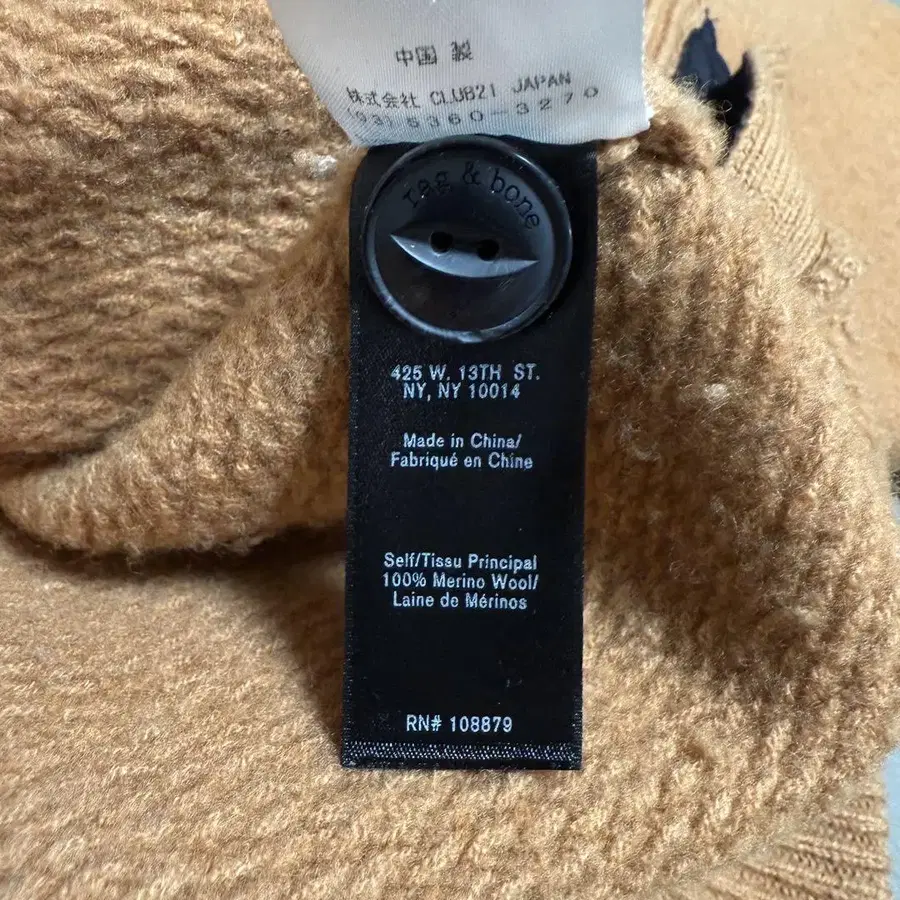 中国 製
株式会社 CLUB21 JAPAN
(03) 5360-3270
rag & bone
425 W. 13TH ST.
NY, NY 10014
Made in China/
Fabriqué en Chine
Self/Tissu Principal
100% Merino Wool/
Laine de Mérinos
RN# 108879